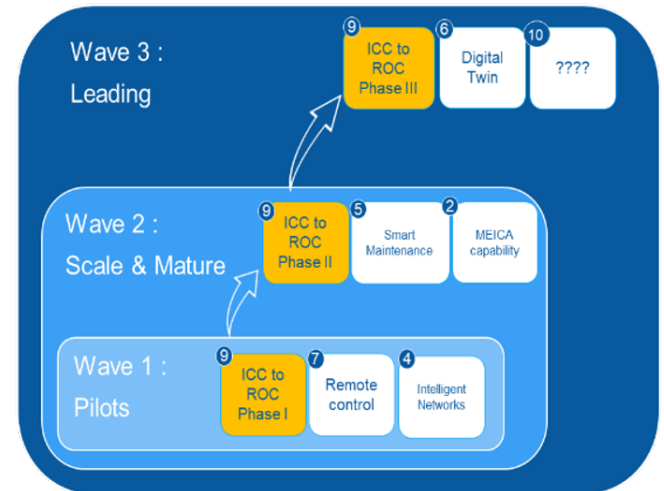 Wave 3 :
Leading
9
ICC to
ROC
Phase III
6
Digital
Twin
10
????
Wave 2 :
Scale & Mature
9
ICC to
ROC
Phase II
5
Smart
Maintenance
2
MEICA
capability
Wave 1 :
Pilots
9
ICC to
ROC
Phase I
7
Remote
control
4
Intelligent
Networks